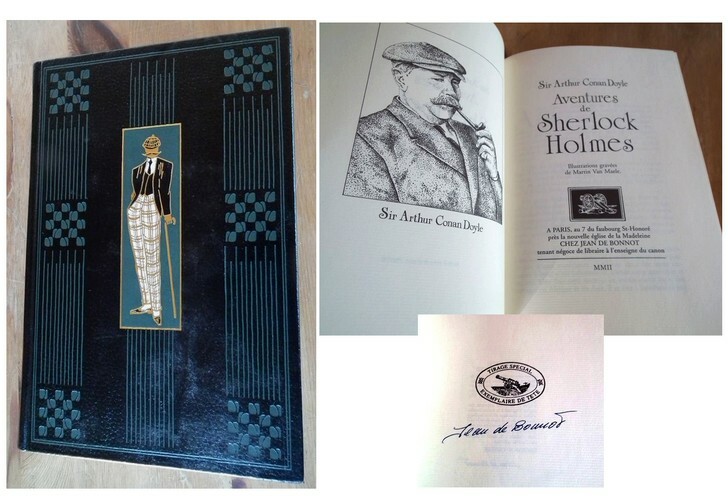 Sir Arthur Conan Doyle
Sir Arthur Conan Doyle
Aventures
de
Sherlock
Holmes
Illustrations gravées
de Martin Van Maële.
A PARIS, au 7 du faubourg St-Honoré
près la nouvelle église de la Madeleine
CHEZ JEAN DE BONNOT
tenant négoce de libraire à l'enseigne du canon
MMII
TIRAGE SPECIAL
EXEMPLAIRE DE TETE
Jean de Bonnot